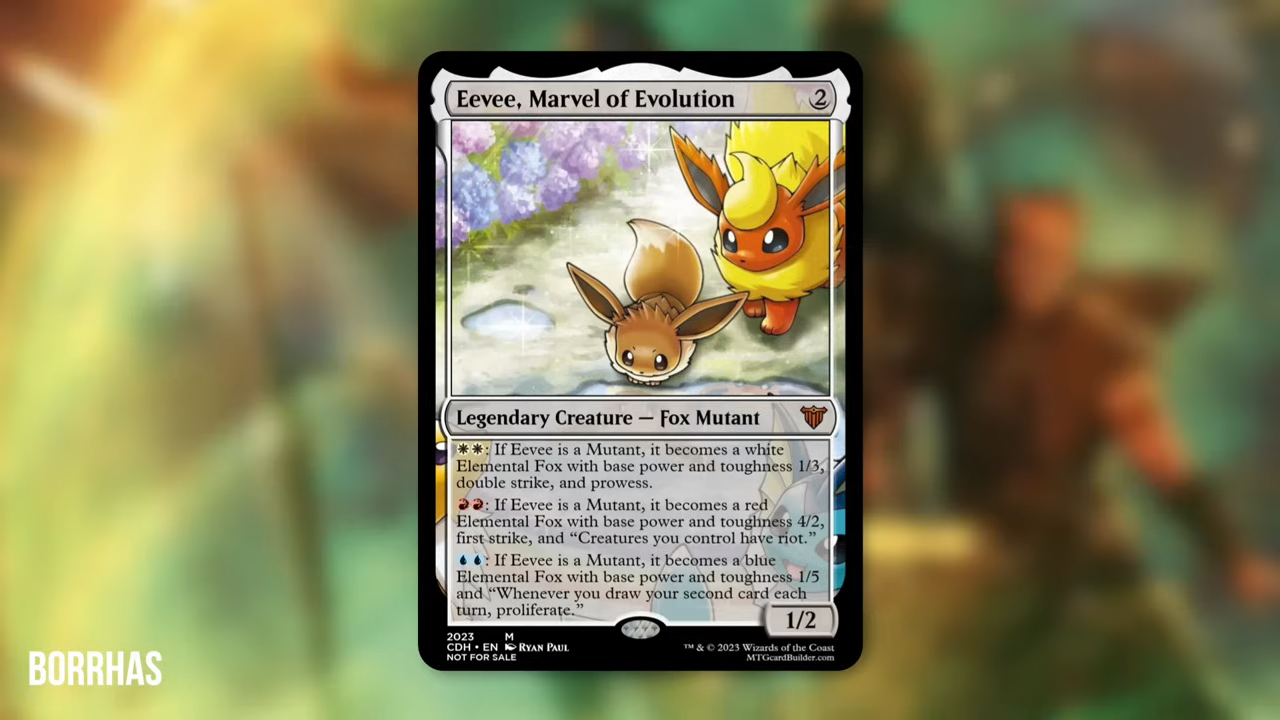 Eevee, Marvel of Evolution 2
Legendary Creature — Fox Mutant
: If Eevee is a Mutant, it becomes a white
Elemental Fox with base power and toughness 1/3,
double strike, and prowess.
: If Eevee is a Mutant, it becomes a red
Elemental Fox with base power and toughness 4/2,
first strike, and “Creatures you control have riot.”
: If Eevee is a Mutant, it becomes a blue
Elemental Fox with base power and toughness 1/5
and “Whenever you draw your second card each
turn, proliferate.”
1/2
2023 M
CDH • EN RYAN PAUL
NOT FOR SALE
™ & © 2023 Wizards of the Coast
MTGcardBuilder.com
BORRHAS